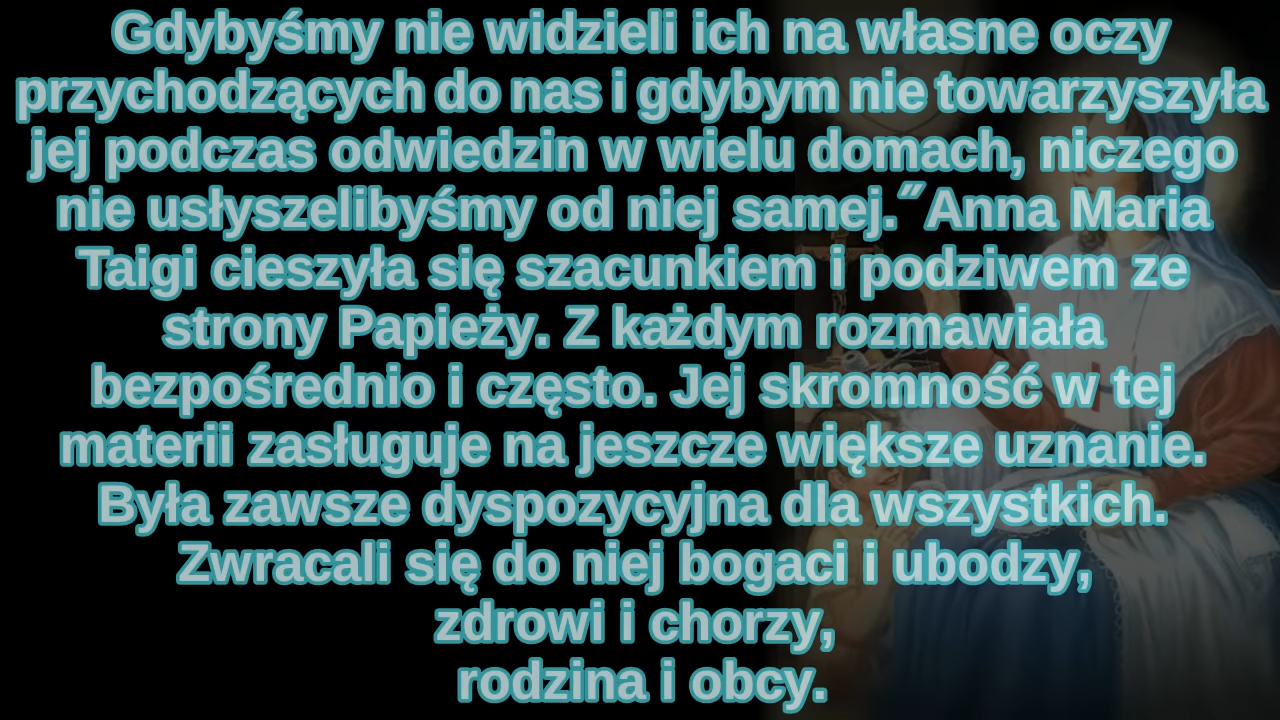 Gdybyśmy nie widzieli ich na własne oczy
przychodzących do nas i gdybym nie towarzyszyła
jej podczas odwiedzin w wielu domach, niczego
nie usłyszelibyśmy od niej samej.˝Anna Maria
Taigi cieszyła się szacunkiem i podziwem ze
strony Papieży. Z każdym rozmawiała
bezpośrednio i często. Jej skromność w tej
materii zasługuje na jeszcze większe uznanie.
Była zawsze dyspozycyjna dla wszystkich.
Zwracali się do niej bogaci i ubodzy,
zdrowi i chorzy,
rodzina i obcy.